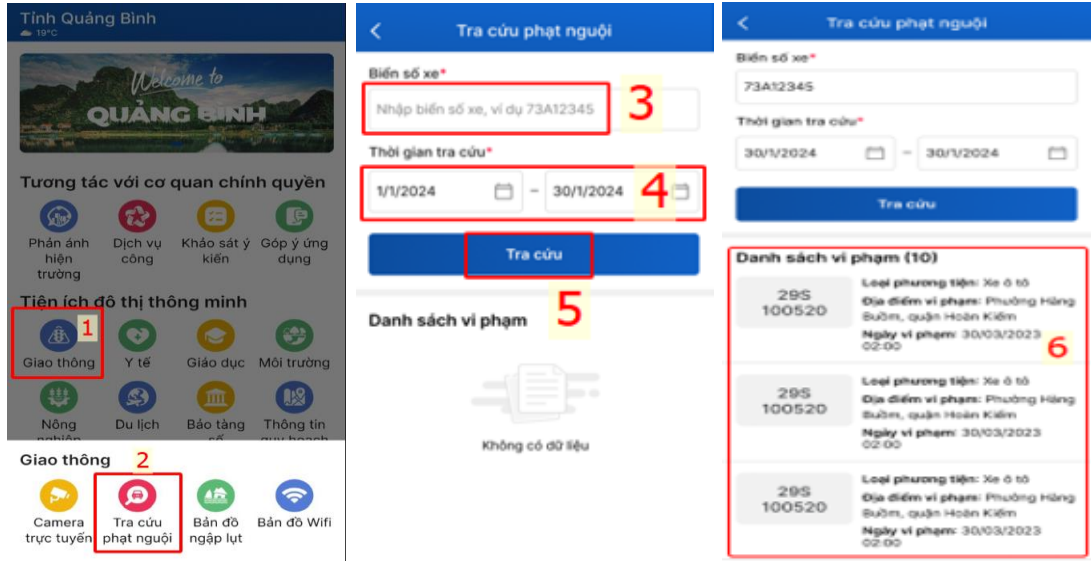 Tỉnh Quảng Bình
19°C
Welcome to
QUẢNG BÌNH
Tương tác với cơ quan chính quyền
Phản ánh hiện trường
Dịch vụ công
Khảo sát ý kiến
Góp ý ứng dụng
Tiện ích đô thị thông minh
1
Giao thông
Y tế
Giáo dục
Môi trường
Nông nghiệp
Du lịch
Bảo tàng số
Thông tin quy hoạch
Giao thông
2
Camera trực tuyến
Tra cứu phạt nguội
Bản đồ ngập lụt
Bản đồ Wifi
Tra cứu phạt nguội
Biển số xe*
Nhập biển số xe, ví dụ 73A12345
3
Thời gian tra cứu*
1/1/2024 - 30/1/2024
4
Tra cứu
5
Danh sách vi phạm
Không có dữ liệu
Tra cứu phạt nguội
Biển số xe*
73A12345
Thời gian tra cứu*
30/1/2024 - 30/1/2024
Tra cứu
Danh sách vi phạm (10)
29S
100520
Loại phương tiện: Xe ô tô
Địa điểm vi phạm: Phường Hàng
Buồm, quận Hoàn Kiếm
Ngày vi phạm: 30/03/2023
02:00
6
29S
100520
Loại phương tiện: Xe ô tô
Địa điểm vi phạm: Phường Hàng
Buồm, quận Hoàn Kiếm
Ngày vi phạm: 30/03/2023
02:00
29S
100520
Loại phương tiện: Xe ô tô
Địa điểm vi phạm: Phường Hàng
Buồm, quận Hoàn Kiếm
Ngày vi phạm: 30/03/2023
02:00